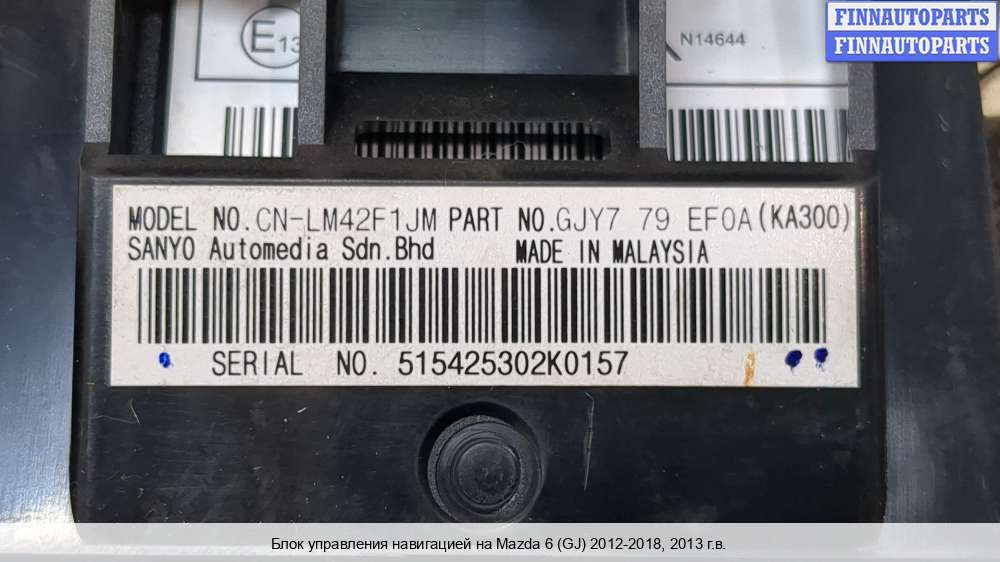 FINNAUTOPARTS
FINNAUTOPARTS
E13
N14644
MODEL NO.CN-LM42F1JM PART NO.GJY7 79 EF0A(KA300)
SANYO Automedia Sdn.Bhd MADE IN MALAYSIA
SERIAL NO. 515425302K0157
Блок управления навигацией на Mazda 6 (GJ) 2012-2018, 2013 г.в.